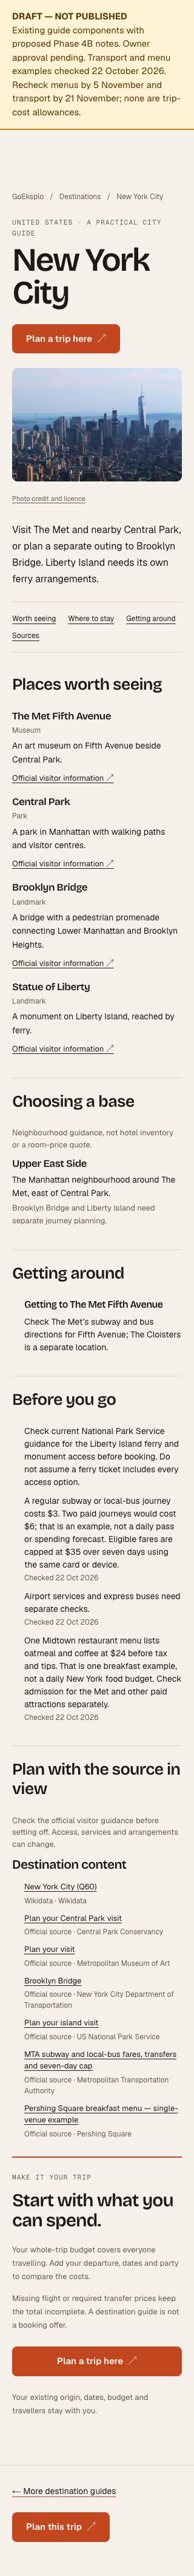 DRAFT — NOT PUBLISHED
Existing guide components with
proposed Phase 4B notes. Owner
approval pending. Transport and menu
examples checked 22 October 2026.
Recheck menus by 5 November and
transport by 21 November; none are trip-
cost allowances.
GoEksplo / Destinations / New York City
UNITED STATES · A PRACTICAL CITY
GUIDE
New York
City
Plan a trip here ↗
Photo credit and licence
Visit The Met and nearby Central Park,
or plan a separate outing to Brooklyn
Bridge. Liberty Island needs its own
ferry arrangements.
Worth seeing Where to stay Getting around
Sources
Places worth seeing
The Met Fifth Avenue
Museum
An art museum on Fifth Avenue beside
Central Park.
Official visitor information ↗
Central Park
Park
A park in Manhattan with walking paths
and visitor centres.
Official visitor information ↗
Brooklyn Bridge
Landmark
A bridge with a pedestrian promenade
connecting Lower Manhattan and Brooklyn
Heights.
Official visitor information ↗
Statue of Liberty
Landmark
A monument on Liberty Island, reached by
ferry.
Official visitor information ↗
Choosing a base
Neighbourhood guidance, not hotel inventory
or a room-price quote.
Upper East Side
The Manhattan neighbourhood around The
Met, east of Central Park.
Brooklyn Bridge and Liberty Island need
separate journey planning.
Getting around
Getting to The Met Fifth Avenue
Check The Met's subway and bus
directions for Fifth Avenue; The Cloisters
is a separate location.
Before you go
Check current National Park Service
guidance for the Liberty Island ferry and
monument access before booking. Do
not assume a ferry ticket includes every
access option.
A regular subway or local-bus journey
costs $3. Two paid journeys would cost
$6; that is an example, not a daily pass
or spending forecast. Eligible fares are
capped at $35 over seven days using
the same card or device.
Checked 22 Oct 2026
Airport services and express buses need
separate checks.
Checked 22 Oct 2026
One Midtown restaurant menu lists
oatmeal and coffee at $24 before tax
and tips. That is one breakfast example,
not a daily New York food budget. Check
admission for the Met and other paid
attractions separately.
Checked 22 Oct 2026
Plan with the source in
view
Check the official visitor guidance before
setting off. Access, services and arrangements
can change.
Destination content
New York City (Q60)
Wikidata · Wikidata
Plan your Central Park visit
Official source · Central Park Conservancy
Plan your visit
Official source · Metropolitan Museum of Art
Brooklyn Bridge
Official source · New York City Department of
Transportation
Plan your island visit
Official source · US National Park Service
MTA subway and local-bus fares, transfers
and seven-day cap
Official source · Metropolitan Transportation
Authority
Pershing Square breakfast menu — single-
venue example
Official source · Pershing Square
MAKE IT YOUR TRIP
Start with what you
can spend.
Your whole-trip budget covers everyone
travelling. Add your departure, dates and party
to compare the costs.
Missing flight or required transfer prices keep
the total incomplete. A destination guide is not
a booking offer.
Plan a trip here ↗
Your existing origin, dates, budget and
travellers stay with you.
← More destination guides
Plan this trip ↗